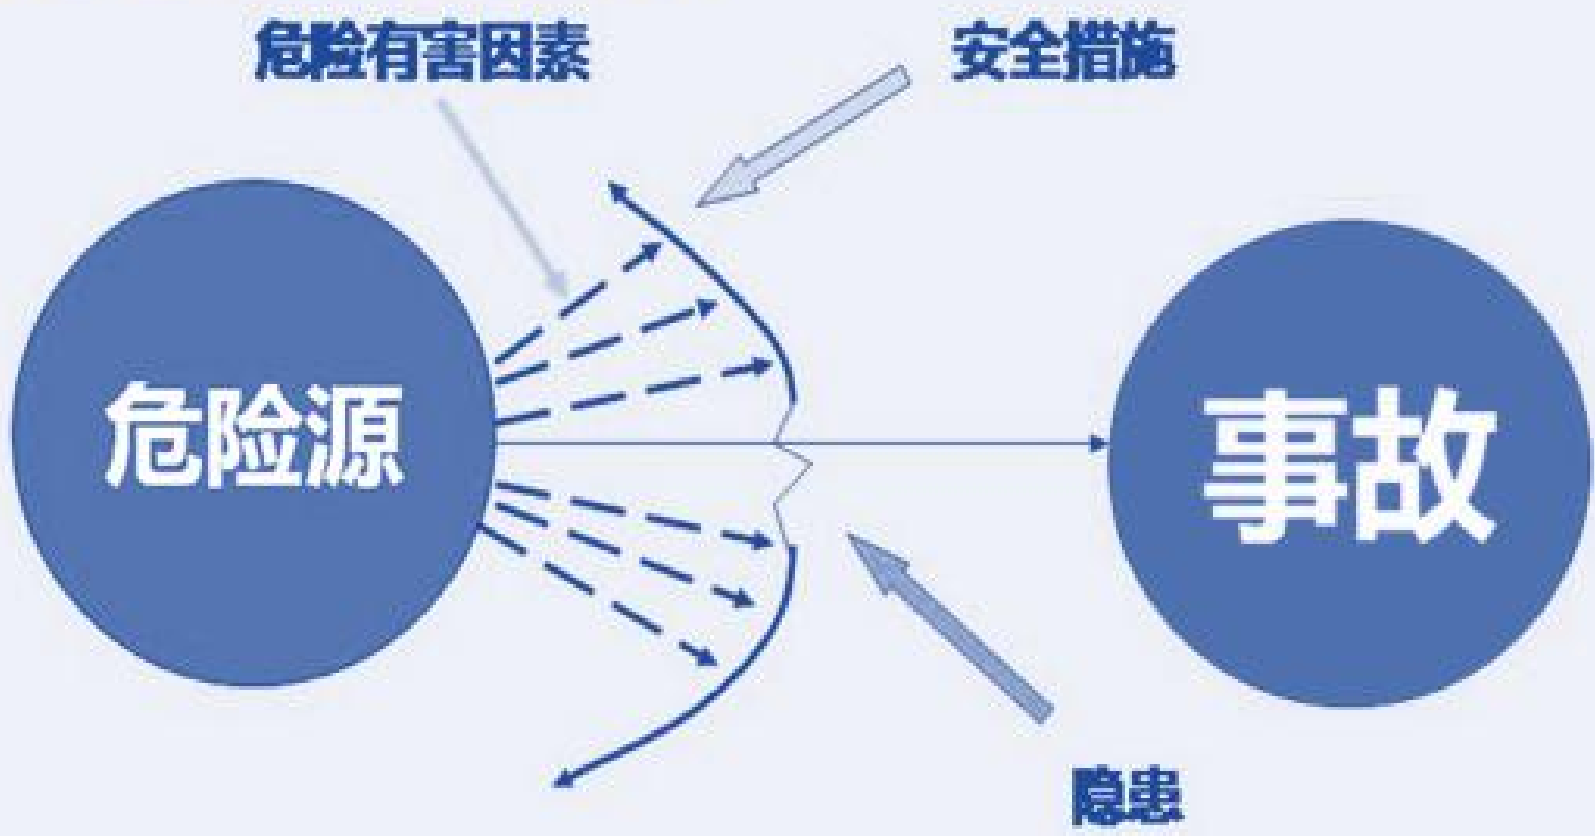 危险有害因素
安全措施
危险源
事故
隐患